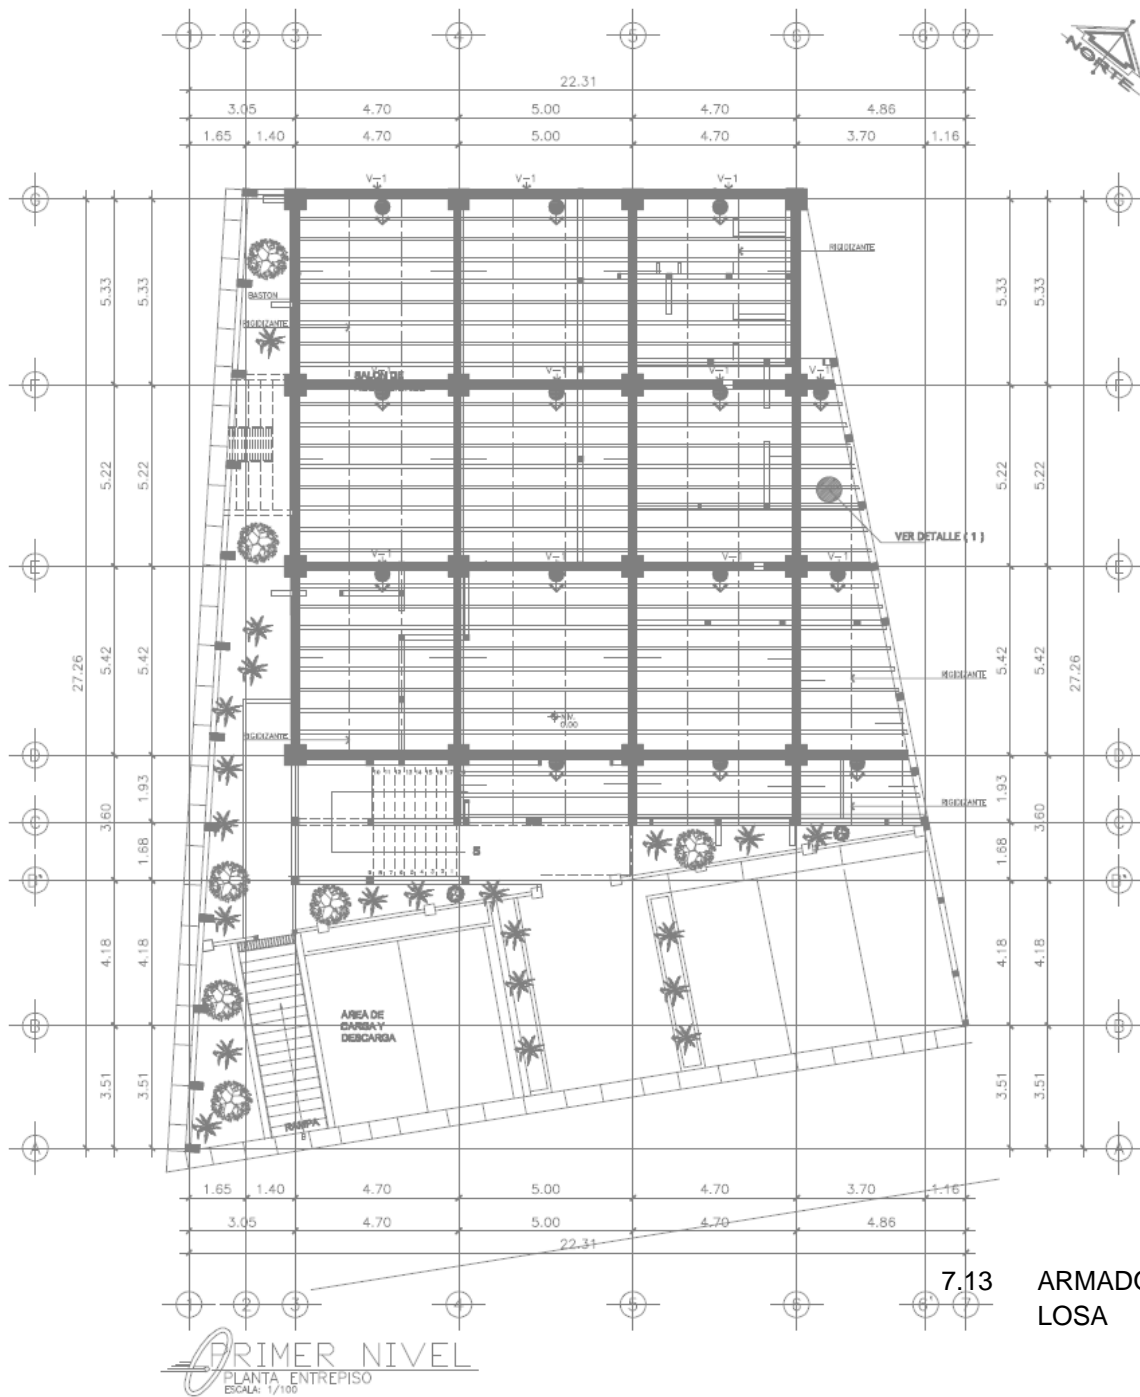 1 2 3 4 5 6 6' 7
NORTE
22.31
3.05 4.70 5.00 4.70 4.86
1.65 1.40 4.70 5.00 4.70 3.70 1.16
V-1 V-1 V-1
G G
RIGIDIZANTE
5.33 5.33 5.33 5.33
BASTON
RIGIDIZANTE
SALON DE
V-1 V-1 V-1 V-1
F F
5.22 5.22 5.22 5.22
VER DETALLE ( 1 )
V-1 V-1 V-1 V-1
E E
27.26 5.42 5.42 5.42 5.42 27.26
RIGIDIZANTE
N.M.
0.00
RIGIDIZANTE
D D
3.60 1.93 1.93 3.60
RIGIDIZANTE
C C
1.68 1.68
S
B' B'
4.18 4.18 4.18 4.18
AREA DE
CARGA Y
DESCARGA
B B
3.51 3.51 3.51 3.51
RAMPA
B
A A
1.65 1.40 4.70 5.00 4.70 3.70 1.16
3.05 4.70 5.00 4.70 4.86
22.31
7.13 ARMADO
LOSA
1 2 3 4 5 6 6' 7
PRIMER NIVEL
PLANTA ENTREPISO
ESCALA: 1/100